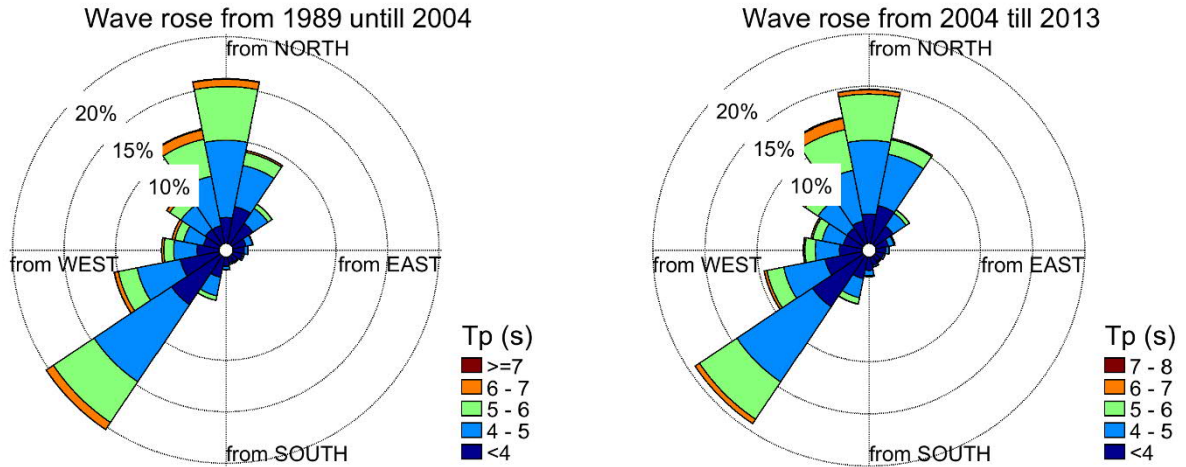 Wave rose from 1989 untill 2004
from NORTH
20%
15%
10%
from WEST
from EAST
from SOUTH
Tp (s)
>=7
6 - 7
5 - 6
4 - 5
<4
Wave rose from 2004 till 2013
from NORTH
20%
15%
10%
from WEST
from EAST
from SOUTH
Tp (s)
7 - 8
6 - 7
5 - 6
4 - 5
<4